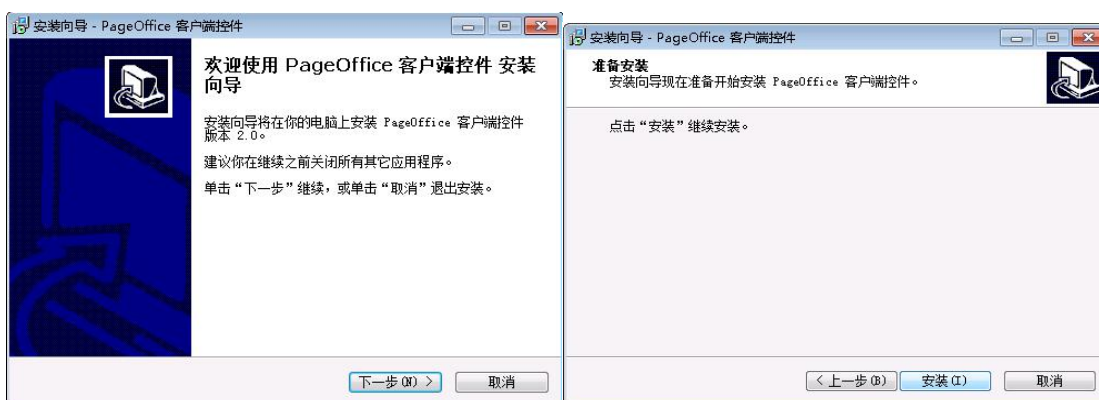 安装向导 - PageOffice 客户端控件
欢迎使用 PageOffice 客户端控件 安装
向导
安装向导将在你的电脑上安装 PageOffice 客户端控件
版本 2.0。
建议你在继续之前关闭所有其它应用程序。
单击“下一步”继续，或单击“取消”退出安装。
下一步(N) >
取消
安装向导 - PageOffice 客户端控件
准备安装
安装向导现在准备开始安装 PageOffice 客户端控件。
点击“安装”继续安装。
< 上一步(B)
安装(I)
取消